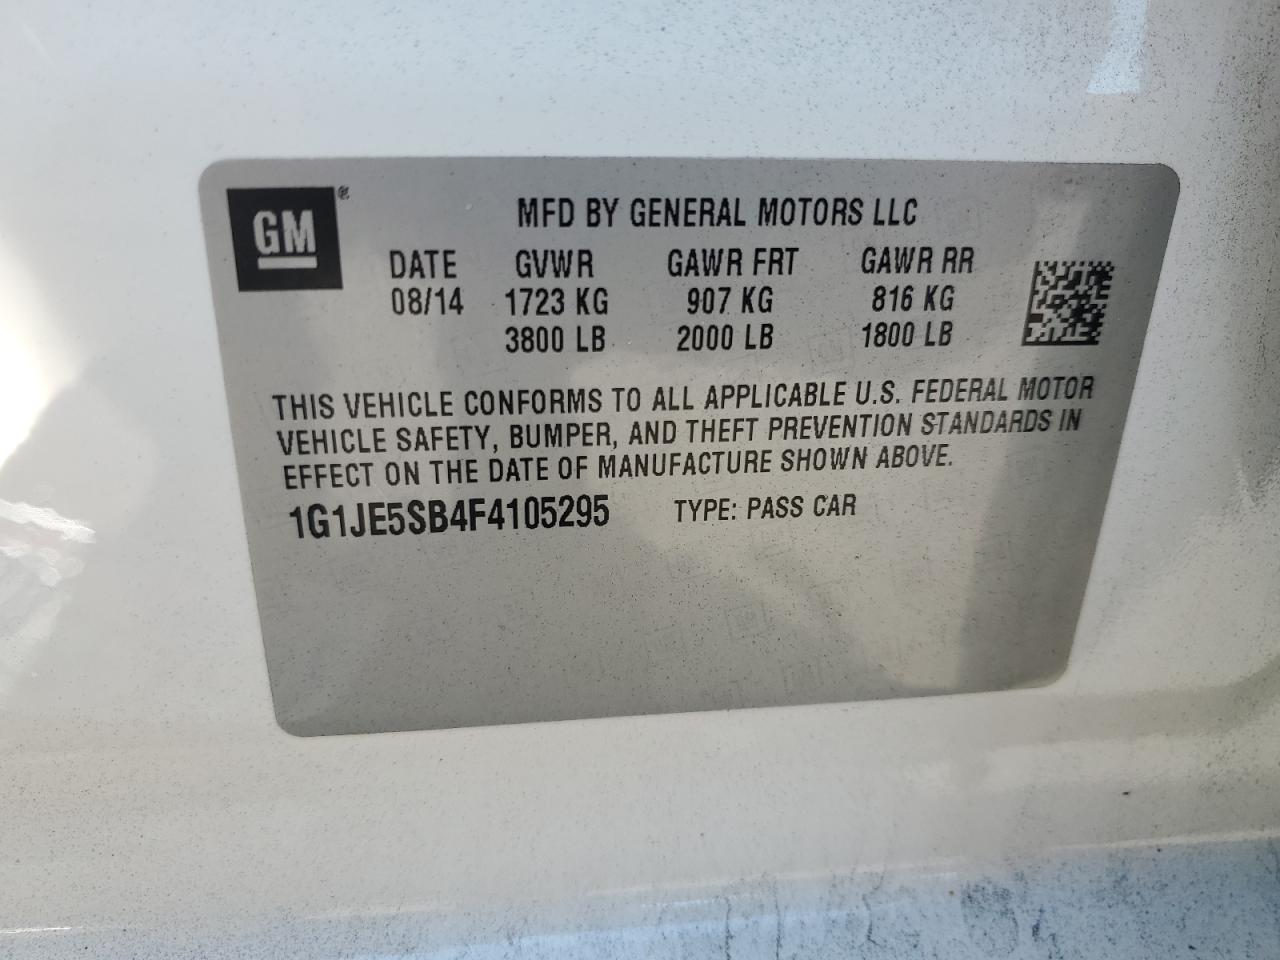 GM®
MFD BY GENERAL MOTORS LLC
DATE GVWR GAWR FRT GAWR RR
08/14 1723 KG 907 KG 816 KG
3800 LB 2000 LB 1800 LB
THIS VEHICLE CONFORMS TO ALL APPLICABLE U.S. FEDERAL MOTOR
VEHICLE SAFETY, BUMPER, AND THEFT PREVENTION STANDARDS IN
EFFECT ON THE DATE OF MANUFACTURE SHOWN ABOVE.
1G1JE5SB4F4105295 TYPE: PASS CAR